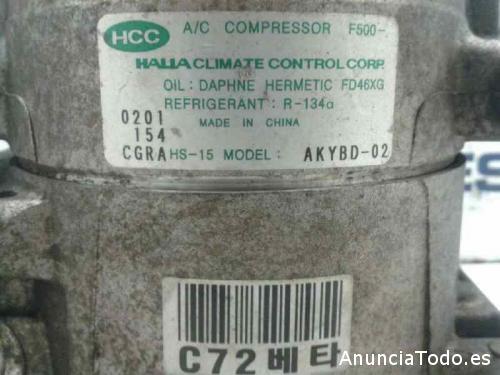 HCC A/C COMPRESSOR F500-
HALLA CLIMATE CONTROL CORP.
OIL: DAPHNE HERMETIC FD46XG
REFRIGERANT: R-134a
0201 MADE IN CHINA
154
CGRA HS-15 MODEL: AKYBD-02
C72베타
AnunciaTodo.es